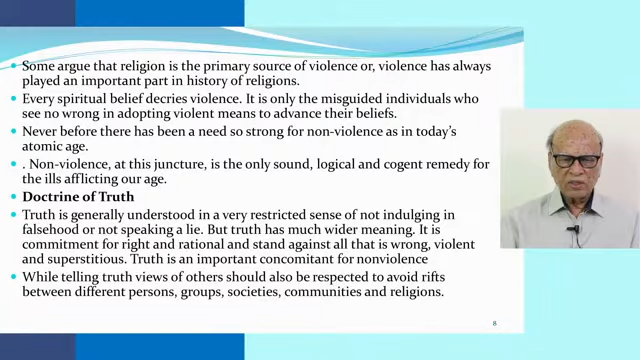 Some argue that religion is the primary source of violence or, violence has always
played an important part in history of religions.
Every spiritual belief decries violence. It is only the misguided individuals who
see no wrong in adopting violent means to advance their beliefs.
Never before there has been a need so strong for non-violence as in today's
atomic age.
. Non-violence, at this juncture, is the only sound, logical and cogent remedy for
the ills afflicting our age.
Doctrine of Truth
Truth is generally understood in a very restricted sense of not indulging in
falsehood or not speaking a lie. But truth has much wider meaning. It is
commitment for right and rational and stand against all that is wrong, violent
and superstitious. Truth is an important concomitant for nonviolence
While telling truth views of others should also be respected to avoid rifts
between different persons, groups, societies, communities and religions.
8